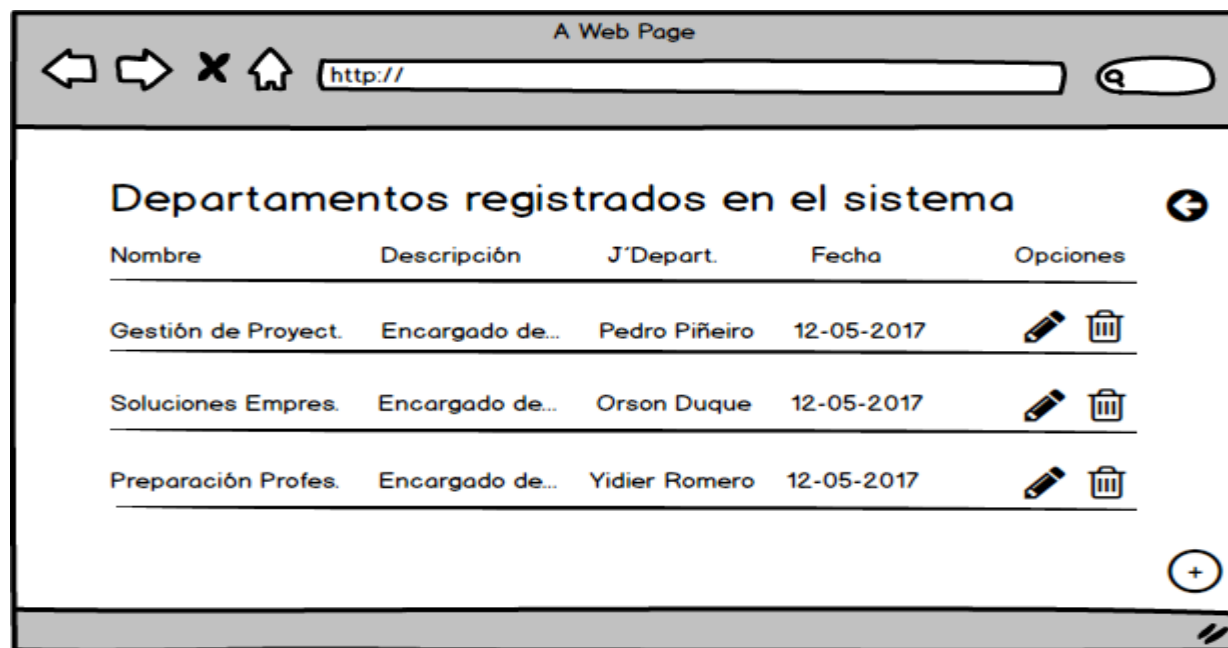 A Web Page
http://
Departamentos registrados en el sistema
Nombre Descripción J´Depart. Fecha Opciones
Gestión de Proyect. Encargado de... Pedro Piñeiro 12-05-2017
Soluciones Empres. Encargado de... Orson Duque 12-05-2017
Preparación Profes. Encargado de... Yidier Romero 12-05-2017
+